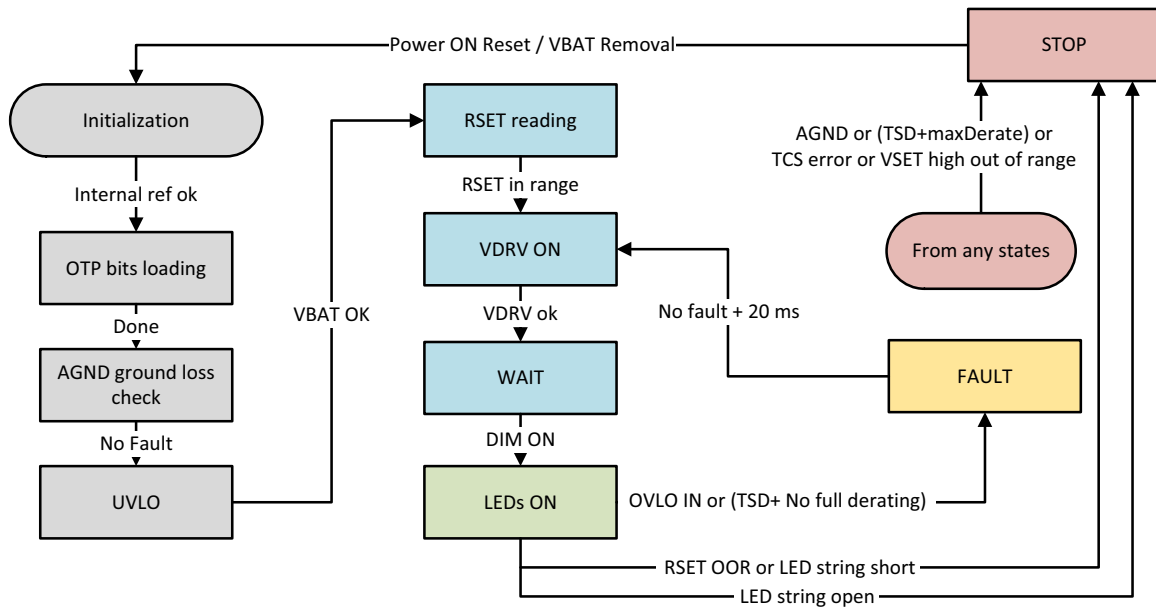 STOP
Power ON Reset / VBAT Removal
Initialization
RSET reading
AGND or (TSD+maxDerate) or
TCS error or VSET high out of range
Internal ref ok
RSET in range
OTP bits loading
VDRV ON
From any states
VBAT OK
No fault + 20 ms
Done
VDRV ok
AGND ground loss
check
WAIT
FAULT
No Fault
DIM ON
UVLO
LEDs ON
OVLO IN or (TSD+ No full derating)
RSET OOR or LED string short
LED string open